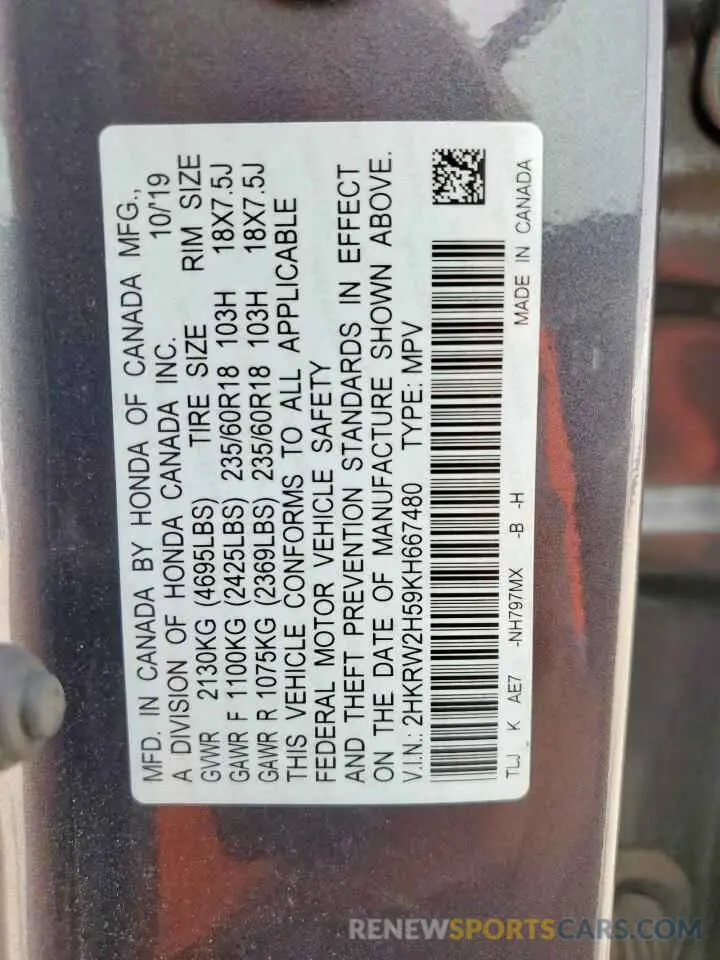 MFD. IN CANADA BY HONDA OF CANADA MFG.,
A DIVISION OF HONDA CANADA INC. 10/'19
GVWR 2130KG (4695LBS) TIRE SIZE RIM SIZE
GAWR F 1100KG (2425LBS) 235/60R18 103H 18X7.5J
GAWR R 1075KG (2369LBS) 235/60R18 103H 18X7.5J
THIS VEHICLE CONFORMS TO ALL APPLICABLE
FEDERAL MOTOR VEHICLE SAFETY
AND THEFT PREVENTION STANDARDS IN EFFECT
ON THE DATE OF MANUFACTURE SHOWN ABOVE.
V.I.N.: 2HKRW2H59KH667480 TYPE: MPV
TLJ K AE7 -NH797MX -B -H MADE IN CANADA
RENEWSPORTSCARS.COM